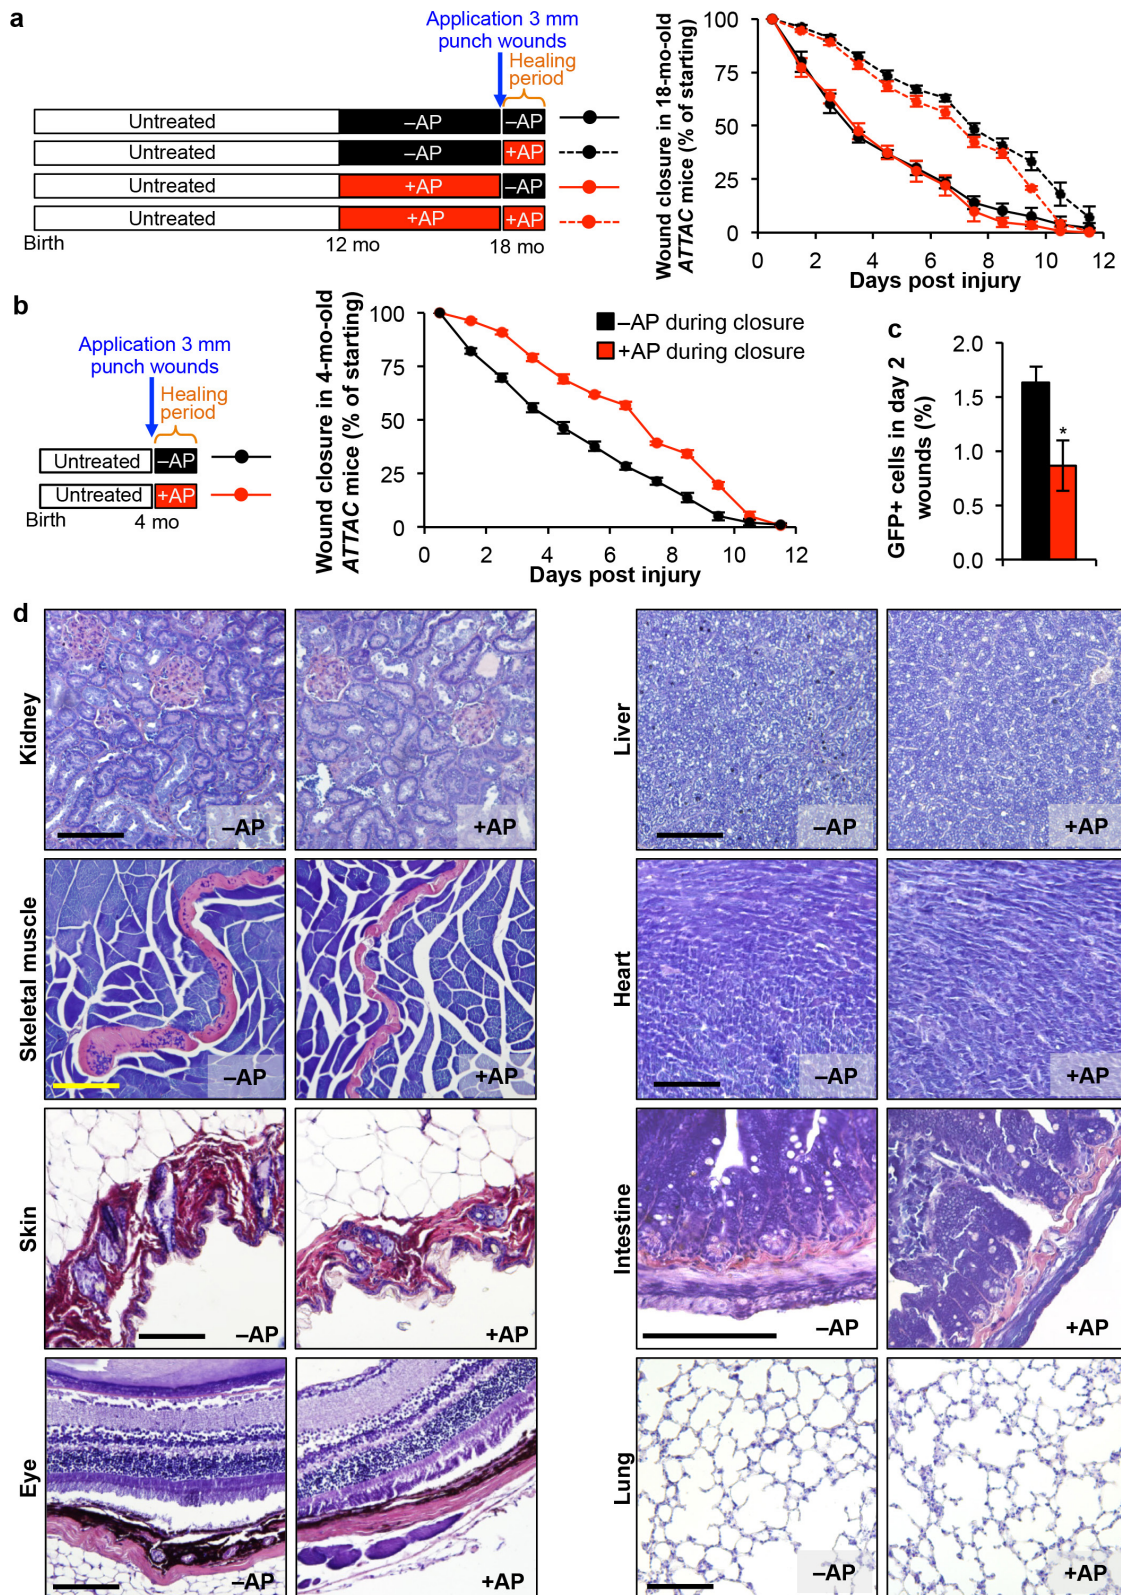 a
Application 3 mm
punch wounds
Healing
period
Untreated
–AP
–AP
Untreated
–AP
+AP
Untreated
+AP
–AP
Untreated
+AP
+AP
Birth
12 mo
18 mo
Wound closure in 18-mo-old
ATTAC mice (% of starting)
100
75
50
25
0
0
2
4
6
8
10
12
Days post injury
b
Application 3 mm
punch wounds
Healing
period
Untreated
–AP
Untreated
+AP
Birth
4 mo
Wound closure in 4-mo-old
ATTAC mice (% of starting)
100
75
50
25
0
0
2
4
6
8
10
12
Days post injury
–AP during closure
+AP during closure
c
GFP+ cells in day 2
wounds (%)
2.0
1.5
1.0
0.5
0.0
*
d
Kidney
–AP
+AP
Liver
–AP
+AP
Skeletal muscle
–AP
+AP
Heart
–AP
+AP
Skin
–AP
+AP
Intestine
–AP
+AP
Eye
–AP
+AP
Lung
–AP
+AP